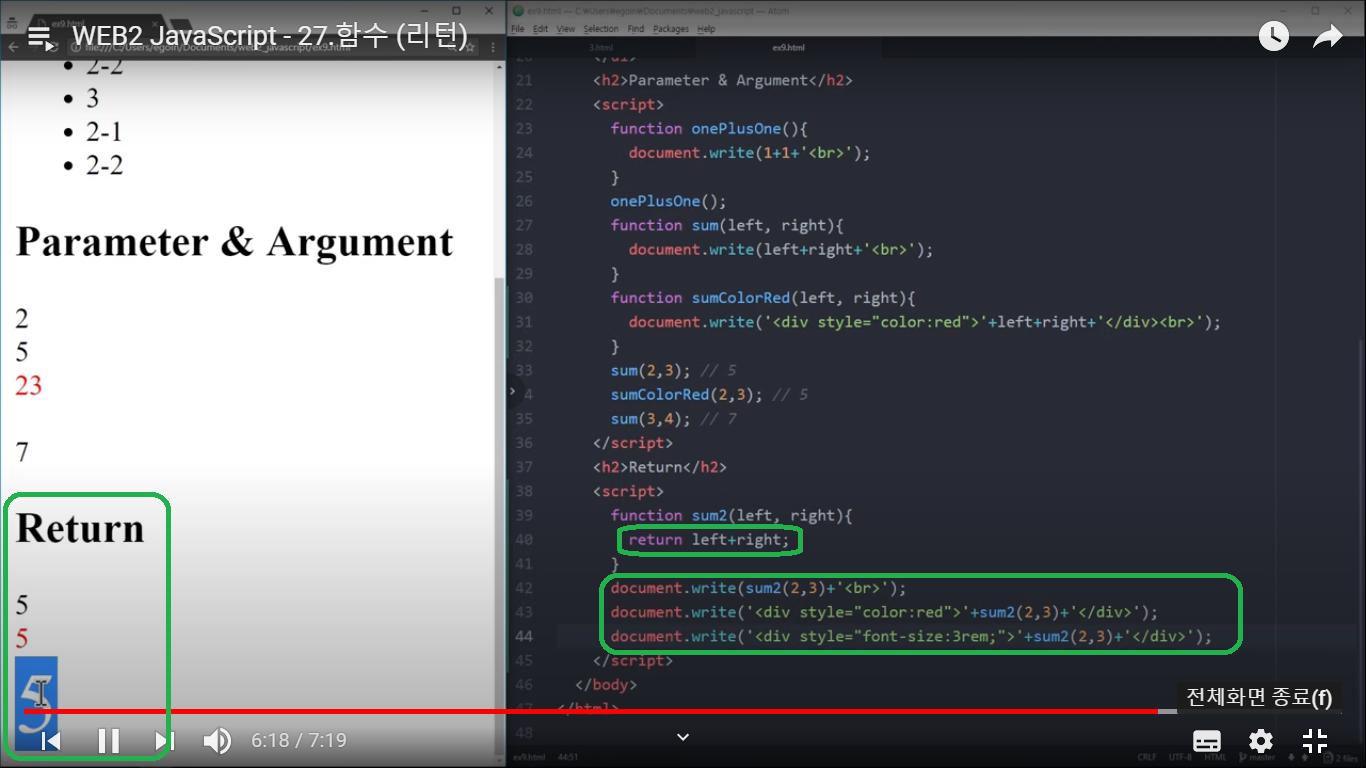 ex9.html
WEB2 JavaScript - 27.함수 (리턴)
file:///C:/Users/egoin/Documents/web2_javascript/ex9.html
2-2
3
2-1
2-2
Parameter & Argument
2
5
23
7
Return
5
5
5
6:18 / 7:19
ex9.html — C:\Users\egoin\Documents\web2_javascript — Atom
File Edit View Selection Find Packages Help
3.html ex9.html
20 </ul>
21 <h2>Parameter & Argument</h2>
22 <script>
23 function onePlusOne(){
24 document.write(1+1+'<br>');
25 }
26 onePlusOne();
27 function sum(left, right){
28 document.write(left+right+'<br>');
29 }
30 function sumColorRed(left, right){
31 document.write('<div style="color:red">'+left+right+'</div><br>');
32 }
33 sum(2,3); // 5
4 sumColorRed(2,3); // 5
35 sum(3,4); // 7
36 </script>
37 <h2>Return</h2>
38 <script>
39 function sum2(left, right){
40 return left+right;
41 }
42 document.write(sum2(2,3)+'<br>');
43 document.write('<div style="color:red">'+sum2(2,3)+'</div>');
44 document.write('<div style="font-size:3rem;">'+sum2(2,3)+'</div>');
45 </script>
46 </body>
47 </html>
48
전체화면 종료(f)
ex9.html 44:51 CRLF UTF-8 HTML master 2 files